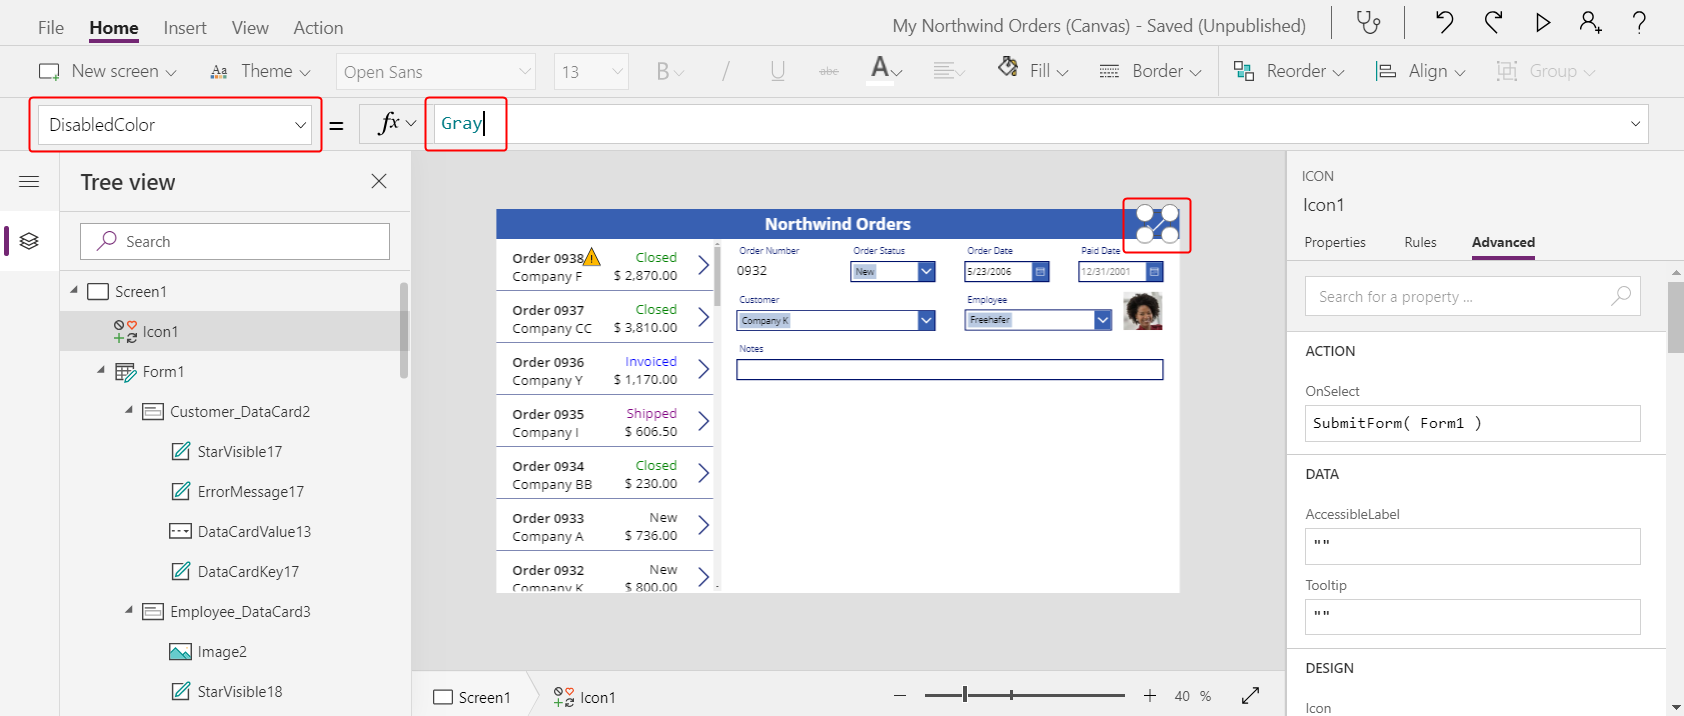 File Home Insert View Action My Northwind Orders (Canvas) - Saved (Unpublished) ?
New screen Aa Theme Open Sans 13 B / U abc A Fill Border Reorder Align Group
DisabledColor = fx Gray
Tree view
Search
Screen1
Icon1
Form1
Customer_DataCard2
StarVisible17
ErrorMessage17
DataCardValue13
DataCardKey17
Employee_DataCard3
Image2
StarVisible18
Northwind Orders
Order 0938 Closed
Company F $ 2,870.00
Order 0937 Closed
Company CC $ 3,810.00
Order 0936 Invoiced
Company Y $ 1,170.00
Order 0935 Shipped
Company I $ 606.50
Order 0934 Closed
Company BB $ 230.00
Order 0933 New
Company A $ 736.00
Order 0932 New
Company K $ 800.00
Order Number Order Status Order Date Paid Date
0932 New 5/23/2006 12/31/2001
Customer Employee
Company K Freehafer
Notes
Screen1 Icon1 40 %
ICON
Icon1
Properties Rules Advanced
Search for a property ...
ACTION
OnSelect
SubmitForm( Form1 )
DATA
AccessibleLabel
""
Tooltip
""
DESIGN
Icon